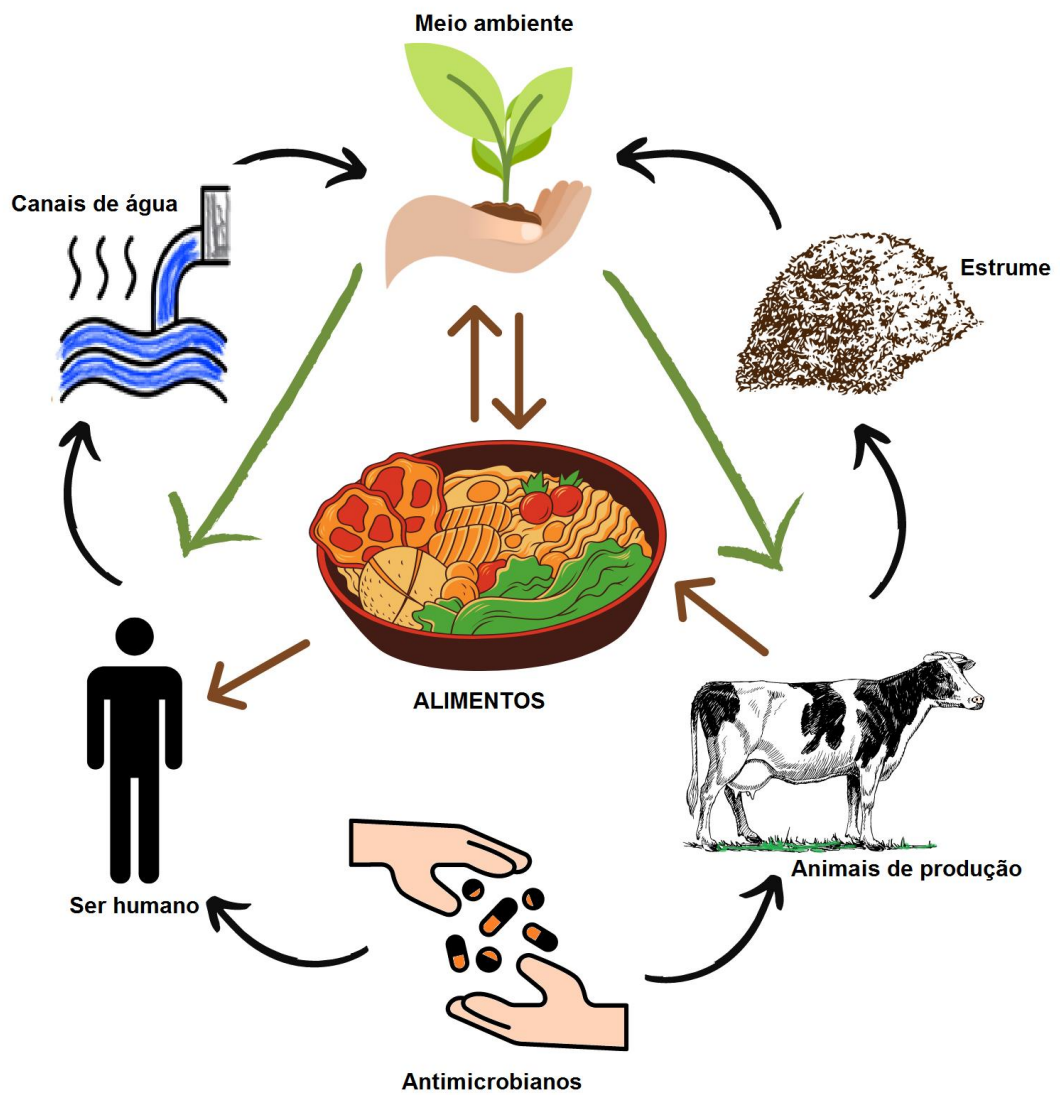 Meio ambiente
Canais de água
Estrume
ALIMENTOS
Animais de produção
Ser humano
Antimicrobianos